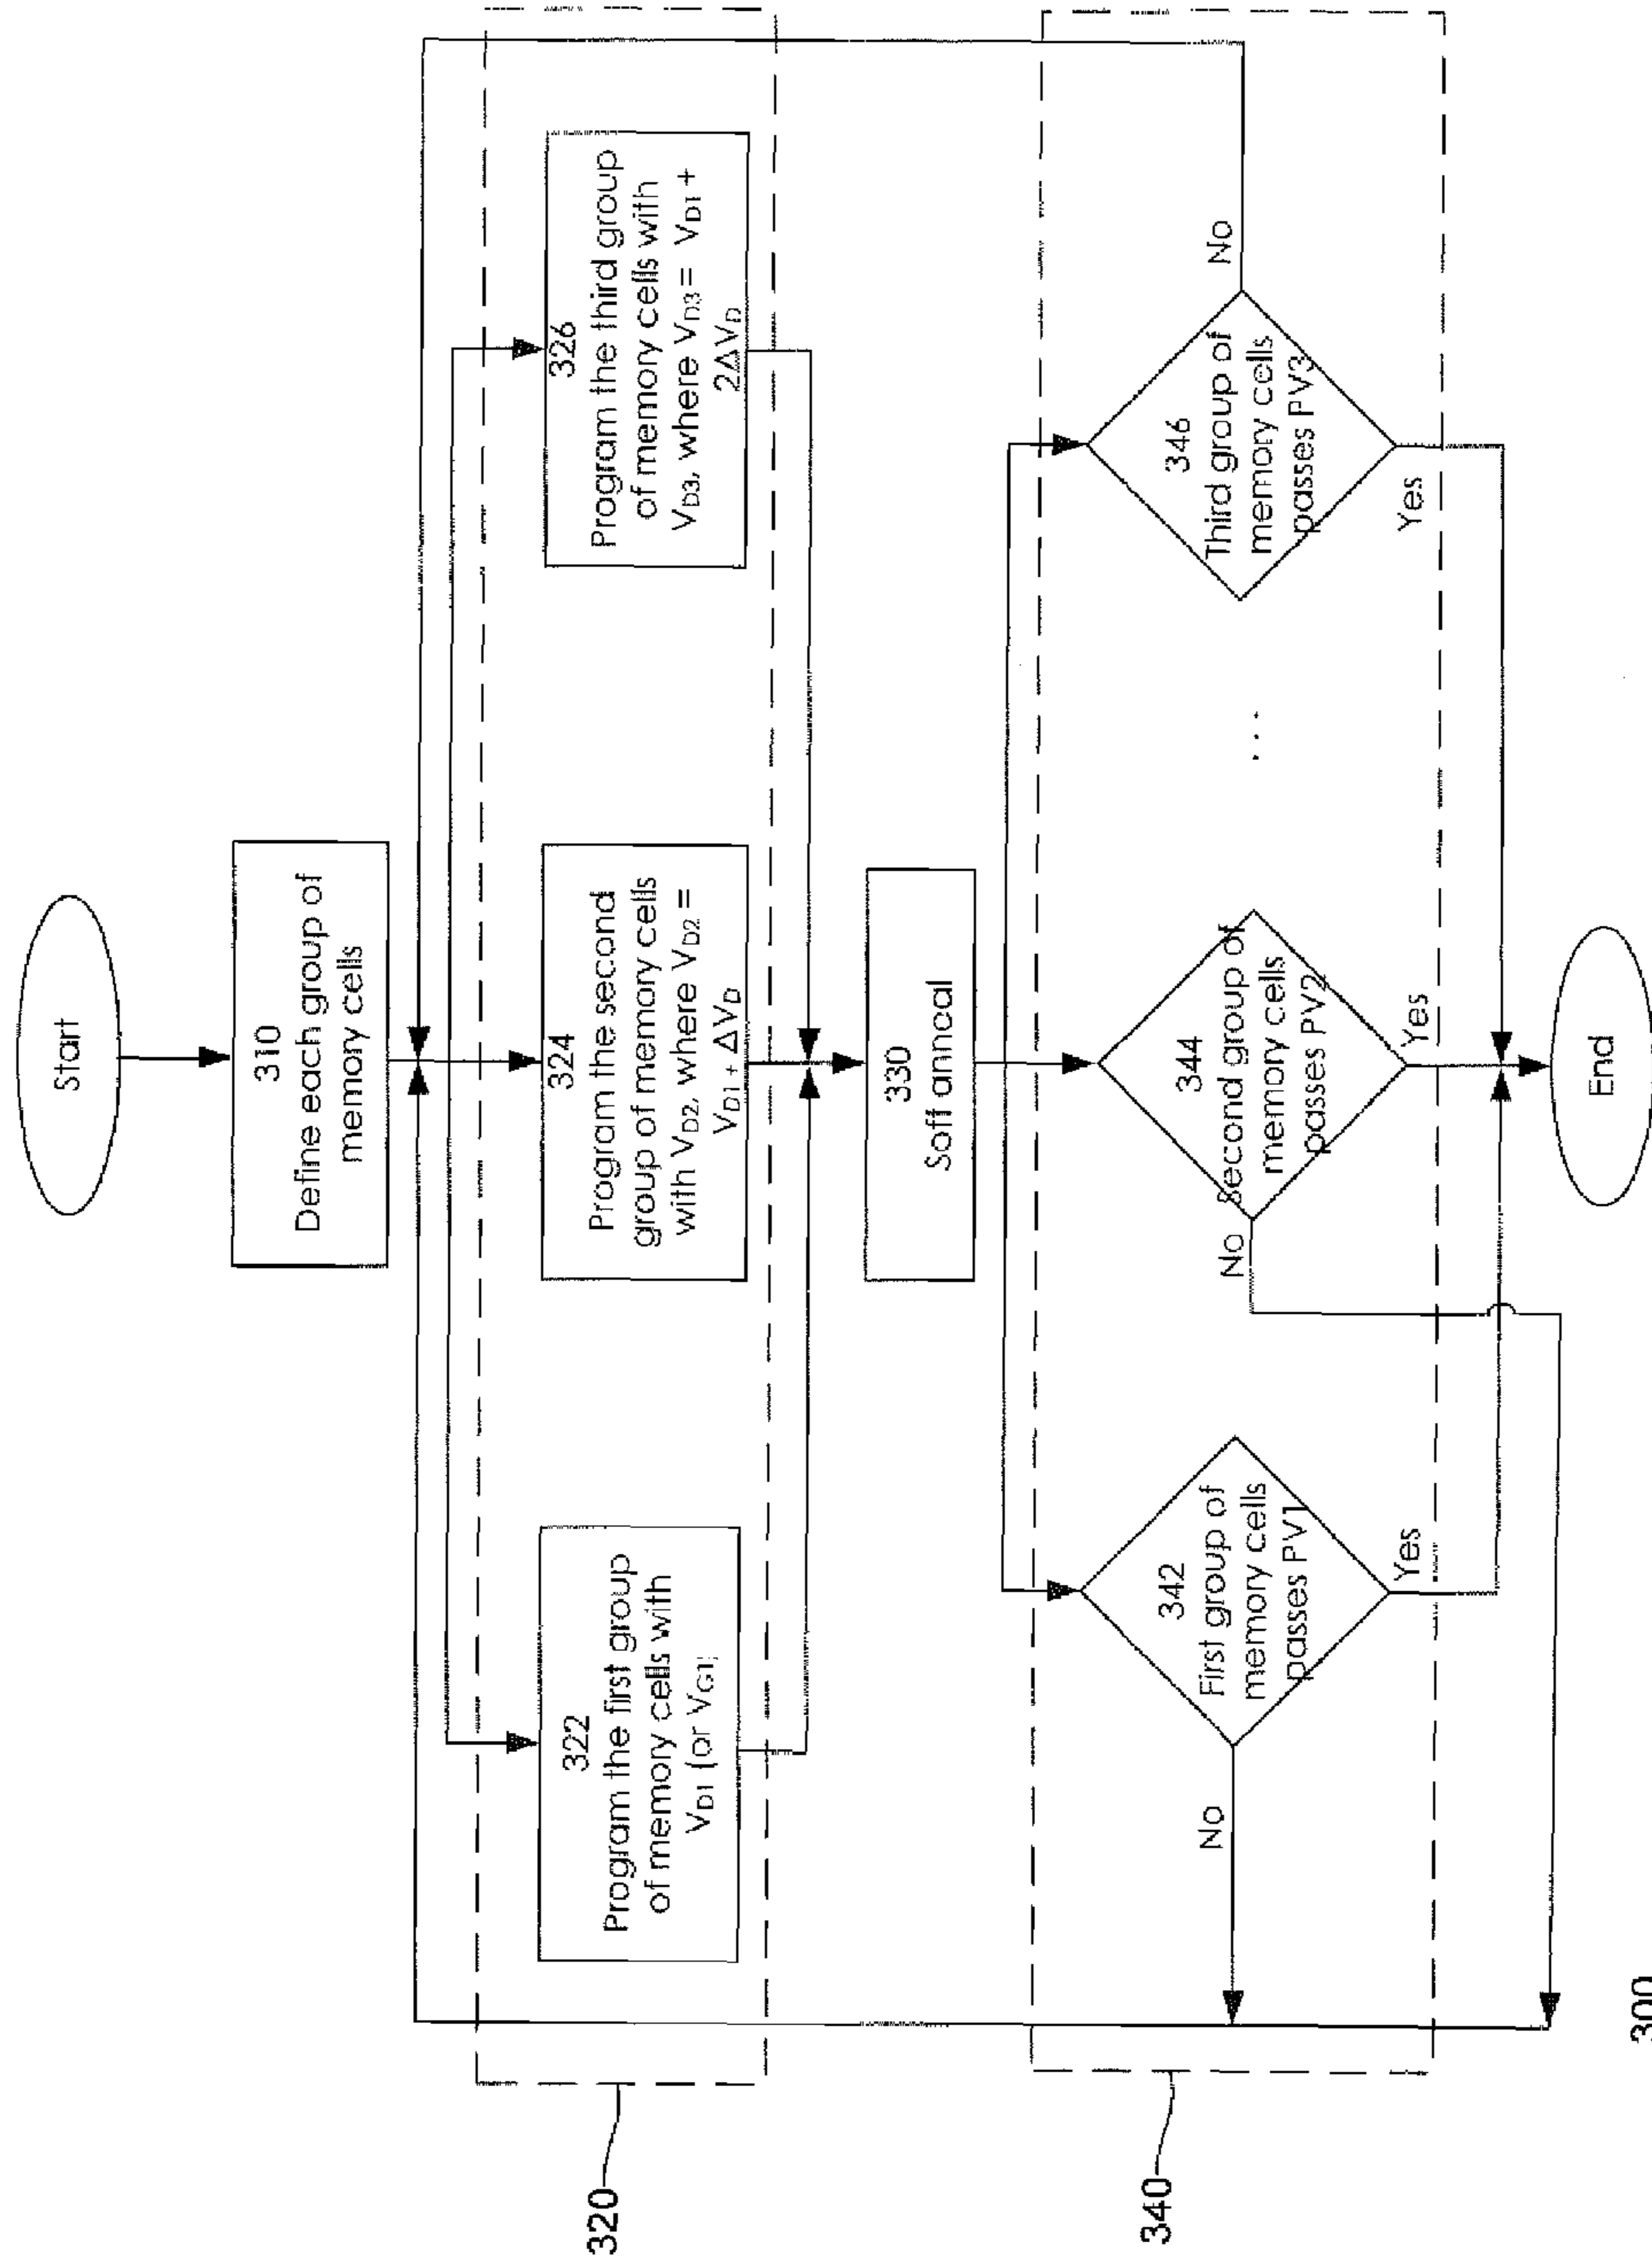 Start
310
Define each group of
memory cells
320
322
Program the first group
of memory cells with
VD1 (or VG1)
324
Program the second
group of memory cells
with VD2, where VD2 =
VD1 + ΔVD
326
Program the third group
of memory cells with
VD3, where VD3 = VD1 +
2ΔVD
330
Soft anneal
340
342
First group of
memory cells
passes PV1
No
Yes
344
Second group of
memory cells
passes PV2
No
Yes
. . .
346
Third group of
memory cells
passes PV3
No
Yes
End
300